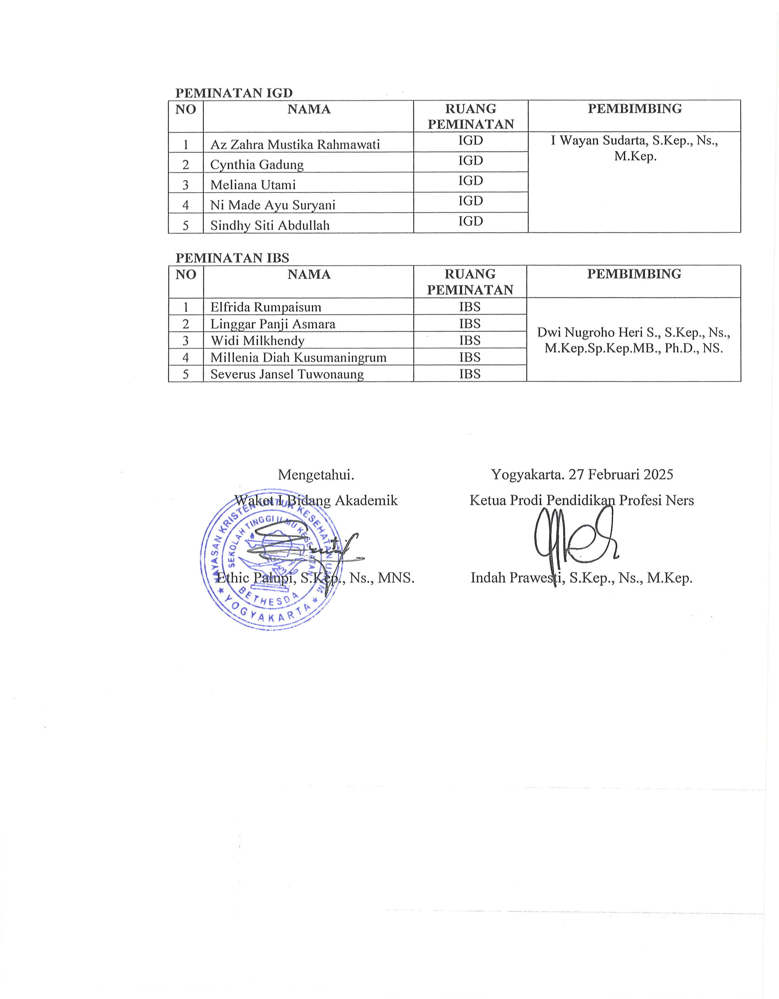 PEMINATAN IGD
NO NAMA RUANG PEMINATAN PEMBIMBING
1 Az Zahra Mustika Rahmawati IGD I Wayan Sudarta, S.Kep., Ns., M.Kep.
2 Cynthia Gadung IGD
3 Meliana Utami IGD
4 Ni Made Ayu Suryani IGD
5 Sindhy Siti Abdullah IGD
PEMINATAN IBS
NO NAMA RUANG PEMINATAN PEMBIMBING
1 Elfrida Rumpaisum IBS Dwi Nugroho Heri S., S.Kep., Ns., M.Kep.Sp.Kep.MB., Ph.D., NS.
2 Linggar Panji Asmara IBS
3 Widi Milkhendy IBS
4 Millenia Diah Kusumaningrum IBS
5 Severus Jansel Tuwonaung IBS
Mengetahui. Yogyakarta. 27 Februari 2025
Waket I Bidang Akademik Ketua Prodi Pendidikan Profesi Ners
YAYASAN KRISTEN UNTUK KESEHATAN UMUM
SEKOLAH TINGGI ILMU KESEHATAN
Ethic Palupi, S.Kep., Ns., MNS. Indah Prawesti, S.Kep., Ns., M.Kep.
BETHESDA
★ YOGYAKARTA ★